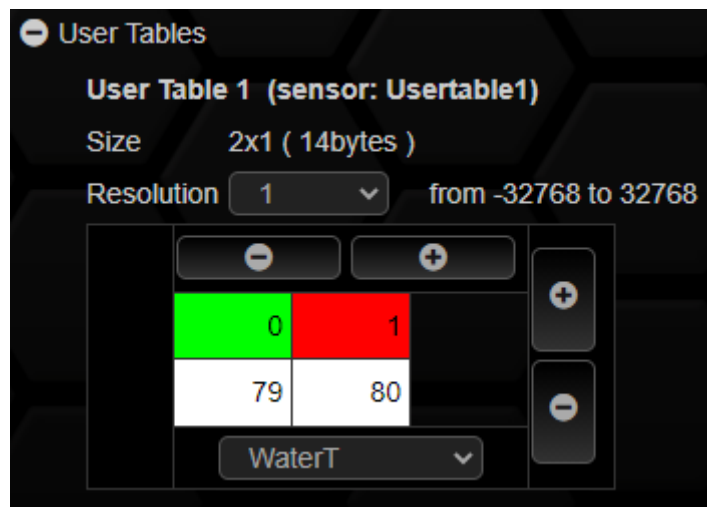 User Tables
User Table 1 (sensor: Usertable1)
Size 2x1 ( 14bytes )
Resolution 1 from -32768 to 32768
0 1
79 80
WaterT